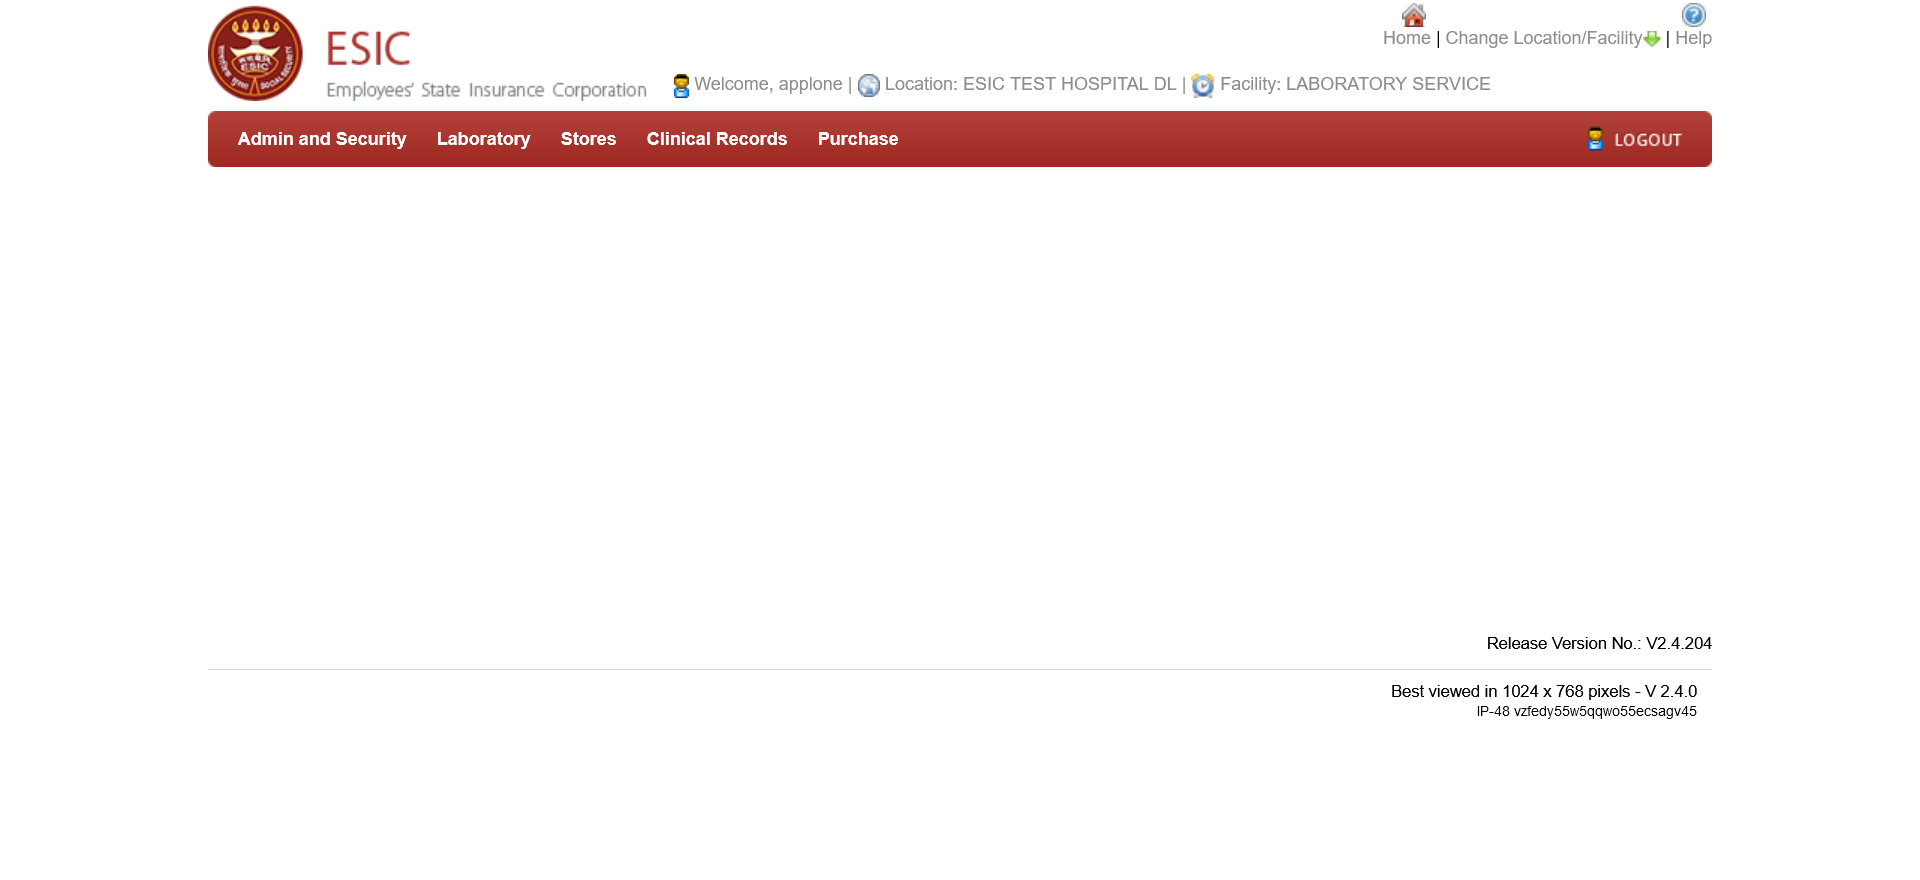 ESIC
Employees' State Insurance Corporation
Home | Change Location/Facility | Help
Welcome, applone | Location: ESIC TEST HOSPITAL DL | Facility: LABORATORY SERVICE
Admin and Security Laboratory Stores Clinical Records Purchase LOGOUT
Release Version No.: V2.4.204
Best viewed in 1024 x 768 pixels - V 2.4.0
IP-48 vzfedy55w5qqwo55ecsagv45